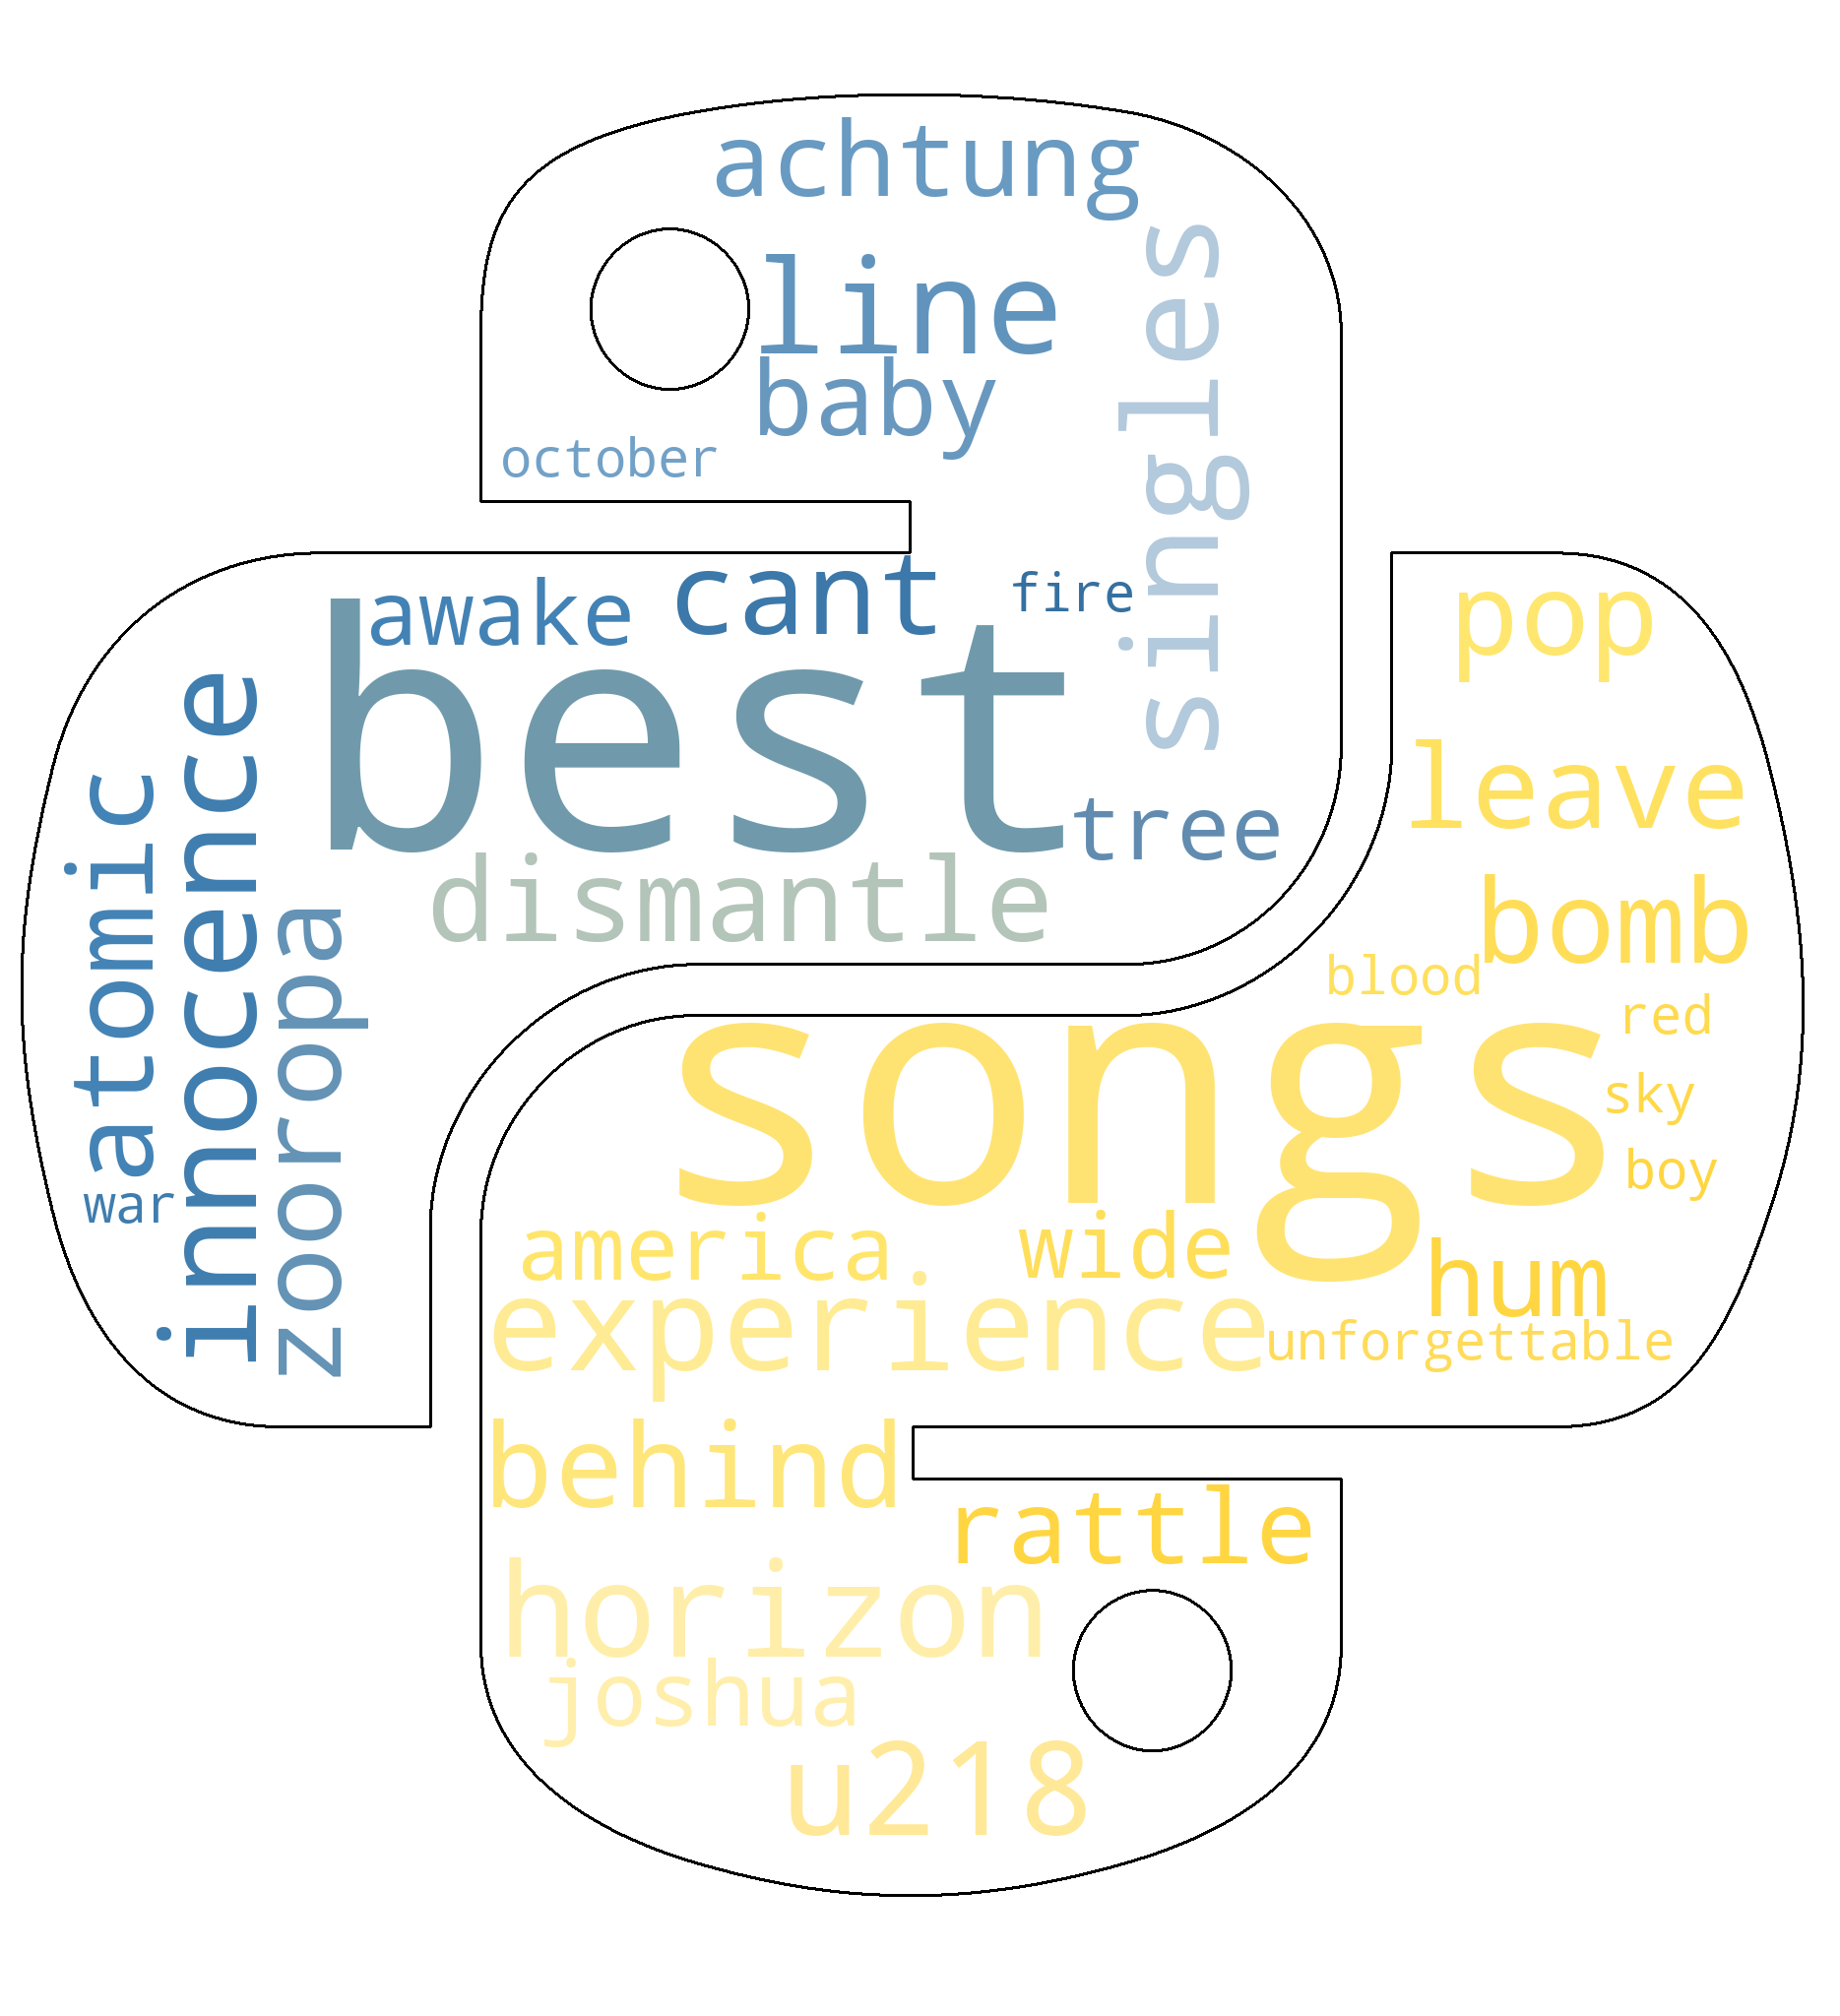 achtung
singles
line
baby
october
cant
fire
awake
best
pop
leave
tree
dismantle
atomic
innocence
zooropa
war
bomb
blood
red
songs
sky
boy
america
wide
hum
experience
unforgettable
behind
rattle
horizon
joshua
u218